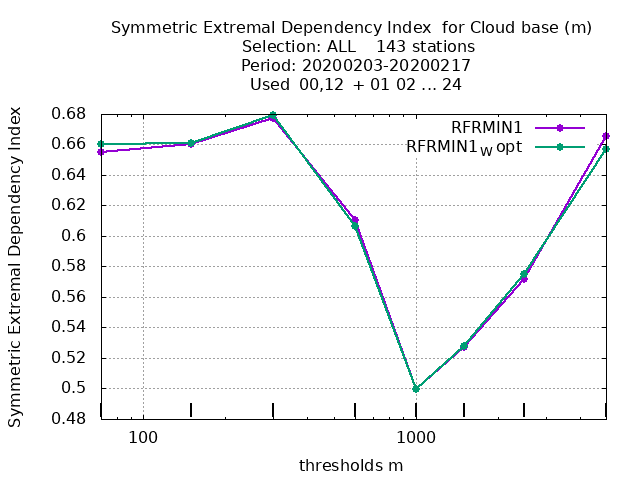 Symmetric Extremal Dependency Index  for Cloud base (m)
Selection: ALL    143 stations
Period: 20200203-20200217
Used  00,12  + 01 02 ... 24
Symmetric Extremal Dependency Index
0.68
0.66
0.64
0.62
0.6
0.58
0.56
0.54
0.52
0.5
0.48
RFRMIN1
RFRMIN1W opt
100
1000
thresholds m